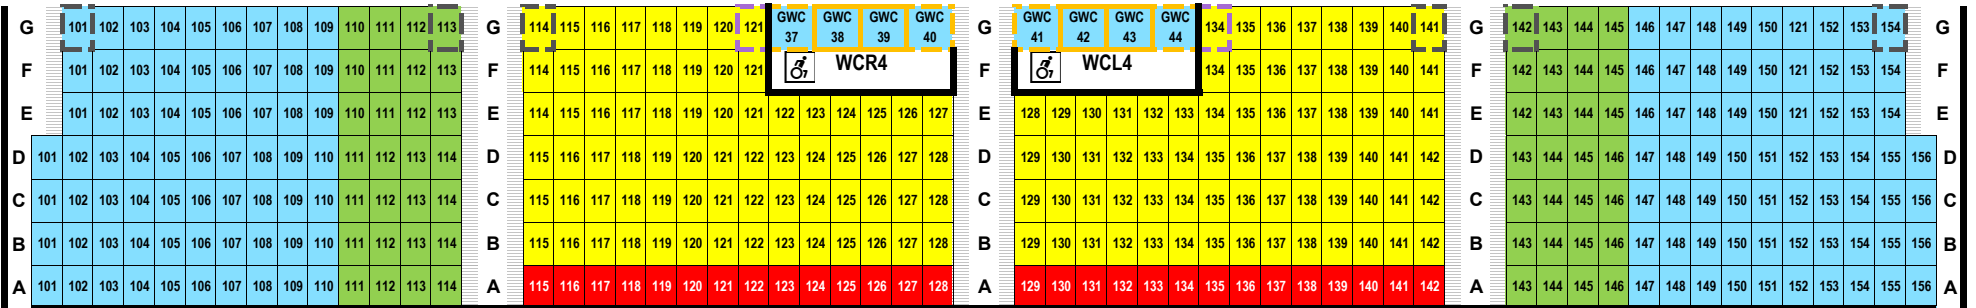 G 101 102 103 104 105 106 107 108 109 110 111 112 113 G 114 115 116 117 118 119 120 121 GWC 37 GWC 38 GWC 39 GWC 40 GWC 41 GWC 42 GWC 43 GWC 44 134 135 136 137 138 139 140 141 G 142 143 144 145 146 147 148 149 150 121 152 153 154 G
F 101 102 103 104 105 106 107 108 109 110 111 112 113 F 114 115 116 117 118 119 120 121 WCR4 WCL4 134 135 136 137 138 139 140 141 F 142 143 144 145 146 147 148 149 150 121 152 153 154 F
E 101 102 103 104 105 106 107 108 109 110 111 112 113 E 114 115 116 117 118 119 120 121 122 123 124 125 126 127 E 128 129 130 131 132 133 134 135 136 137 138 139 140 141 E 142 143 144 145 146 147 148 149 150 121 152 153 154 E
D 101 102 103 104 105 106 107 108 109 110 111 112 113 114 D 115 116 117 118 119 120 121 122 123 124 125 126 127 128 D 129 130 131 132 133 134 135 136 137 138 139 140 141 142 D 143 144 145 146 147 148 149 150 151 152 153 154 155 156 D
C 101 102 103 104 105 106 107 108 109 110 111 112 113 114 C 115 116 117 118 119 120 121 122 123 124 125 126 127 128 C 129 130 131 132 133 134 135 136 137 138 139 140 141 142 C 143 144 145 146 147 148 149 150 151 152 153 154 155 156 C
B 101 102 103 104 105 106 107 108 109 110 111 112 113 114 B 115 116 117 118 119 120 121 122 123 124 125 126 127 128 B 129 130 131 132 133 134 135 136 137 138 139 140 141 142 B 143 144 145 146 147 148 149 150 151 152 153 154 155 156 B
A 101 102 103 104 105 106 107 108 109 110 111 112 113 114 A 115 116 117 118 119 120 121 122 123 124 125 126 127 128 A 129 130 131 132 133 134 135 136 137 138 139 140 141 142 A 143 144 145 146 147 148 149 150 151 152 153 154 155 156 A